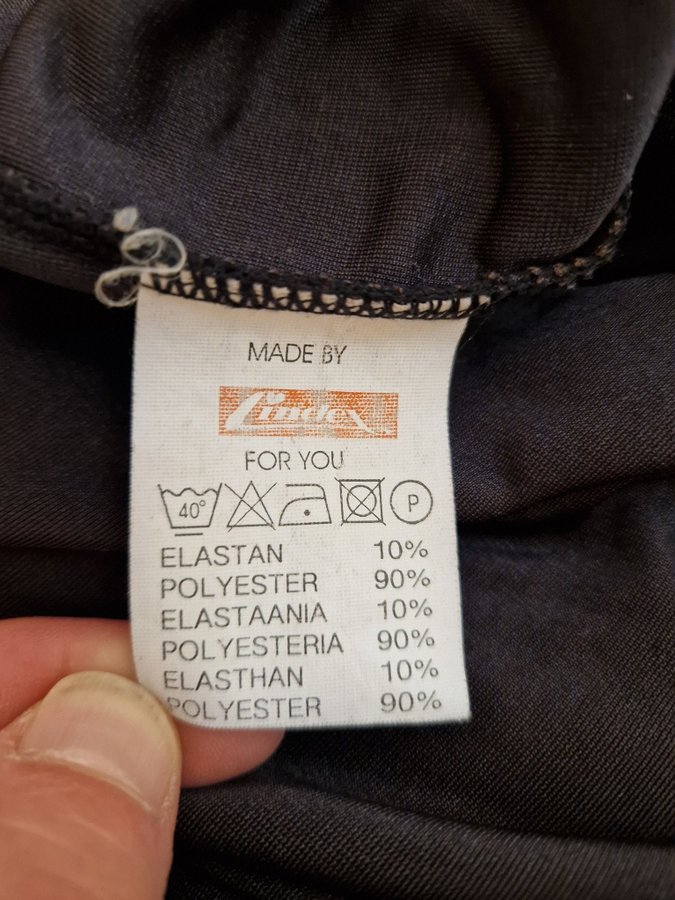 MADE BY
Lindex
FOR YOU
40° P
ELASTAN 10%
POLYESTER 90%
ELASTAANIA 10%
POLYESTERIA 90%
ELASTHAN 10%
POLYESTER 90%